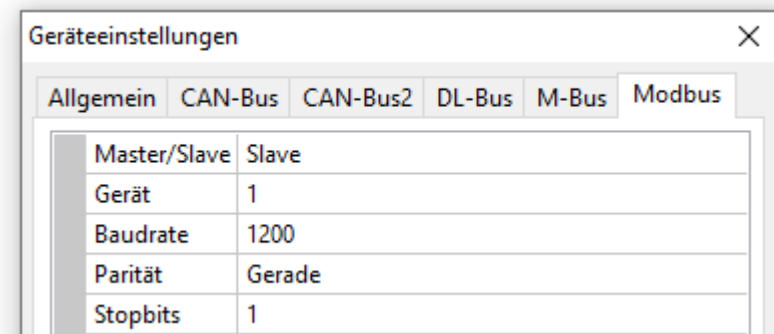 Geräteeinstellungen
Allgemein CAN-Bus CAN-Bus2 DL-Bus M-Bus Modbus
Master/Slave Slave
Gerät 1
Baudrate 1200
Parität Gerade
Stopbits 1